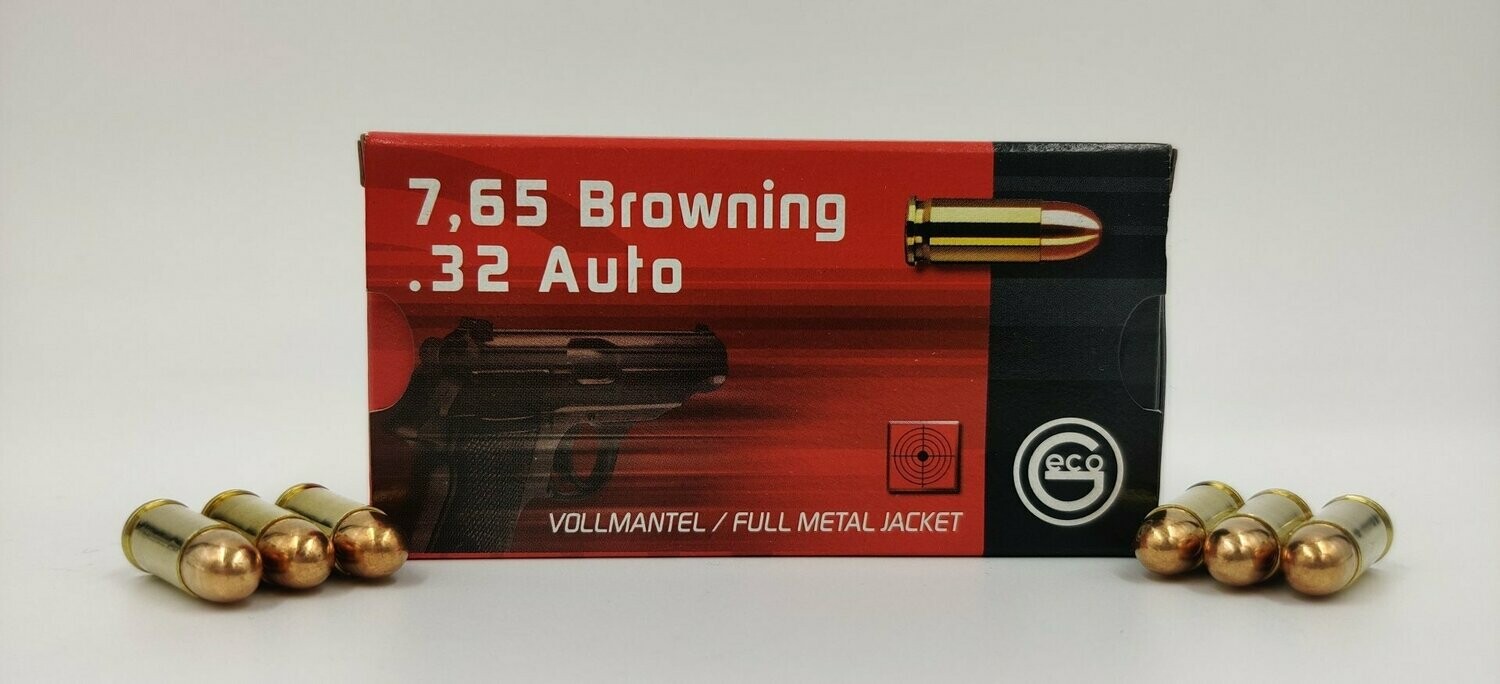 7,65 Browning
.32 Auto
Geco
VOLLMANTEL / FULL METAL JACKET